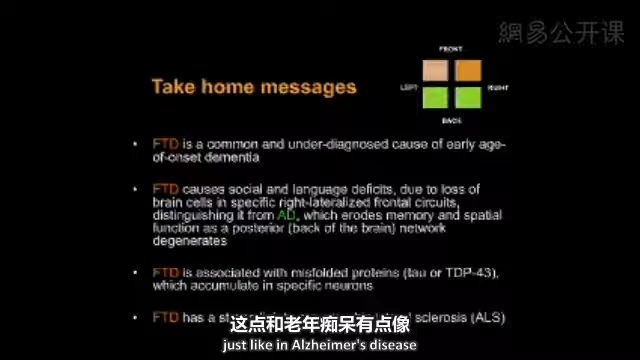 網易公开课
FRONT
Take home messages
LEFT
RIGHT
BACK
• FTD is a common and under-diagnosed cause of early age-
of-onset dementia
• FTD causes social and language deficits, due to loss of
brain cells in specific right-lateralized frontal circuits,
distinguishing it from AD, which erodes memory and spatial
function as a posterior (back of the brain) network
degenerates
• FTD is associated with misfolded proteins (tau or TDP-43),
which accumulate in specific neurons
• FTD has a sclerosis (ALS)
这点和老年痴呆有点像
just like in Alzheimer's disease